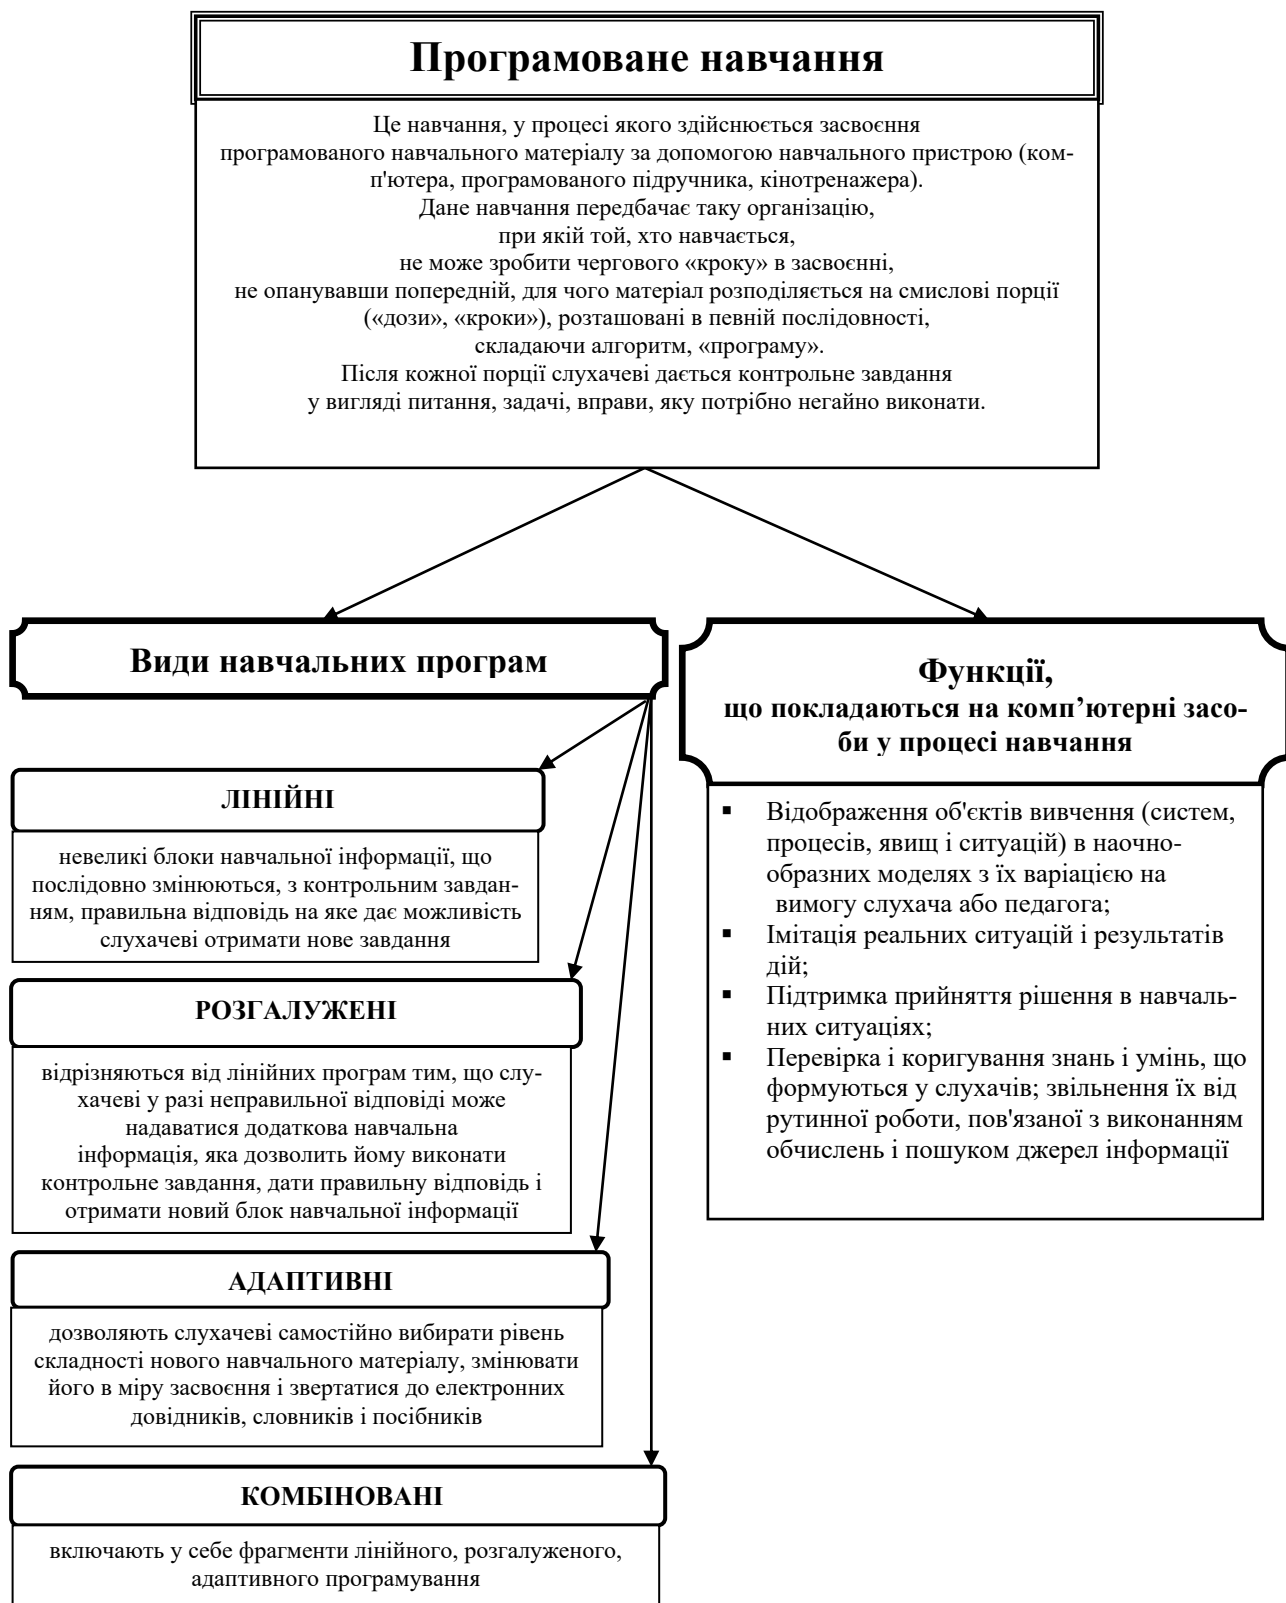 Програмоване навчання
Це навчання, у процесі якого здійснюється засвоєння
програмованого навчального матеріалу за допомогою навчального пристрою (ком-
п'ютера, програмованого підручника, кінотренажера).
Дане навчання передбачає таку організацію,
при якій той, хто навчається,
не може зробити чергового «кроку» в засвоєнні,
не опанувавши попередній, для чого матеріал розподіляється на смислові порції
(«дози», «кроки»), розташовані в певній послідовності,
складаючи алгоритм, «програму».
Після кожної порції слухачеві дається контрольне завдання
у вигляді питання, задачі, вправи, яку потрібно негайно виконати.
Види навчальних програм
ЛІНІЙНІ
невеликі блоки навчальної інформації, що
послідовно змінюються, з контрольним завдан-
ням, правильна відповідь на яке дає можливість
слухачеві отримати нове завдання
РОЗГАЛУЖЕНІ
відрізняються від лінійних програм тим, що слу-
хачеві у разі неправильної відповіді може
надаватися додаткова навчальна
інформація, яка дозволить йому виконати
контрольне завдання, дати правильну відповідь і
отримати новий блок навчальної інформації
АДАПТИВНІ
дозволяють слухачеві самостійно вибирати рівень
складності нового навчального матеріалу, змінювати
його в міру засвоєння і звертатися до електронних
довідників, словників і посібників
КОМБІНОВАНІ
включають у себе фрагменти лінійного, розгалуженого,
адаптивного програмування
Функції,
що покладаються на комп’ютерні засо-
би у процесі навчання
▪ Відображення об'єктів вивчення (систем,
процесів, явищ і ситуацій) в наочно-
образних моделях з їх варіацією на
вимогу слухача або педагога;
▪ Імітація реальних ситуацій і результатів
дій;
▪ Підтримка прийняття рішення в навчаль-
них ситуаціях;
▪ Перевірка і коригування знань і умінь, що
формуються у слухачів; звільнення їх від
рутинної роботи, пов'язаної з виконанням
обчислень і пошуком джерел інформації